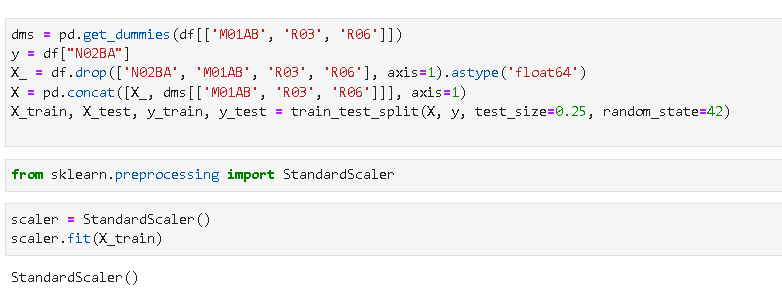 dms = pd.get_dummies(df[['M01AB', 'R03', 'R06']])
y = df["N02BA"]
X_ = df.drop(['N02BA', 'M01AB', 'R03', 'R06'], axis=1).astype('float64')
X = pd.concat([X_, dms[['M01AB', 'R03', 'R06']]], axis=1)
X_train, X_test, y_train, y_test = train_test_split(X, y, test_size=0.25, random_state=42)
from sklearn.preprocessing import StandardScaler
scaler = StandardScaler()
scaler.fit(X_train)
StandardScaler()